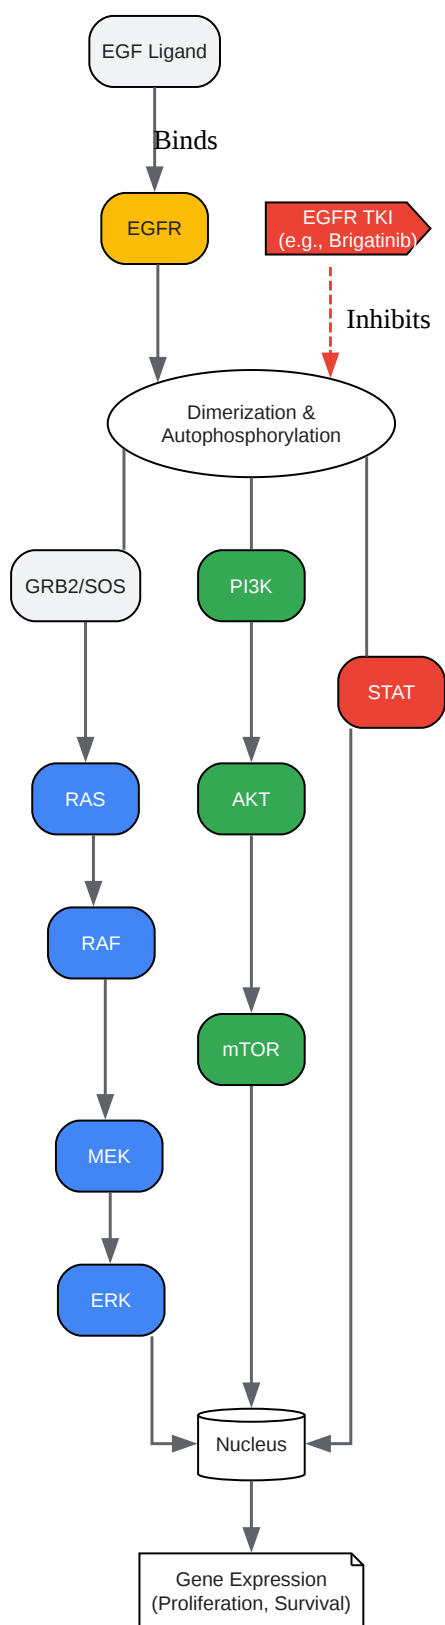 EGF Ligand
Binds
EGFR
EGFR TKI
(e.g., Brigatinib)
Inhibits
Dimerization &
Autophosphorylation
GRB2/SOS
PI3K
STAT
RAS
AKT
RAF
mTOR
MEK
ERK
Nucleus
Gene Expression
(Proliferation, Survival)